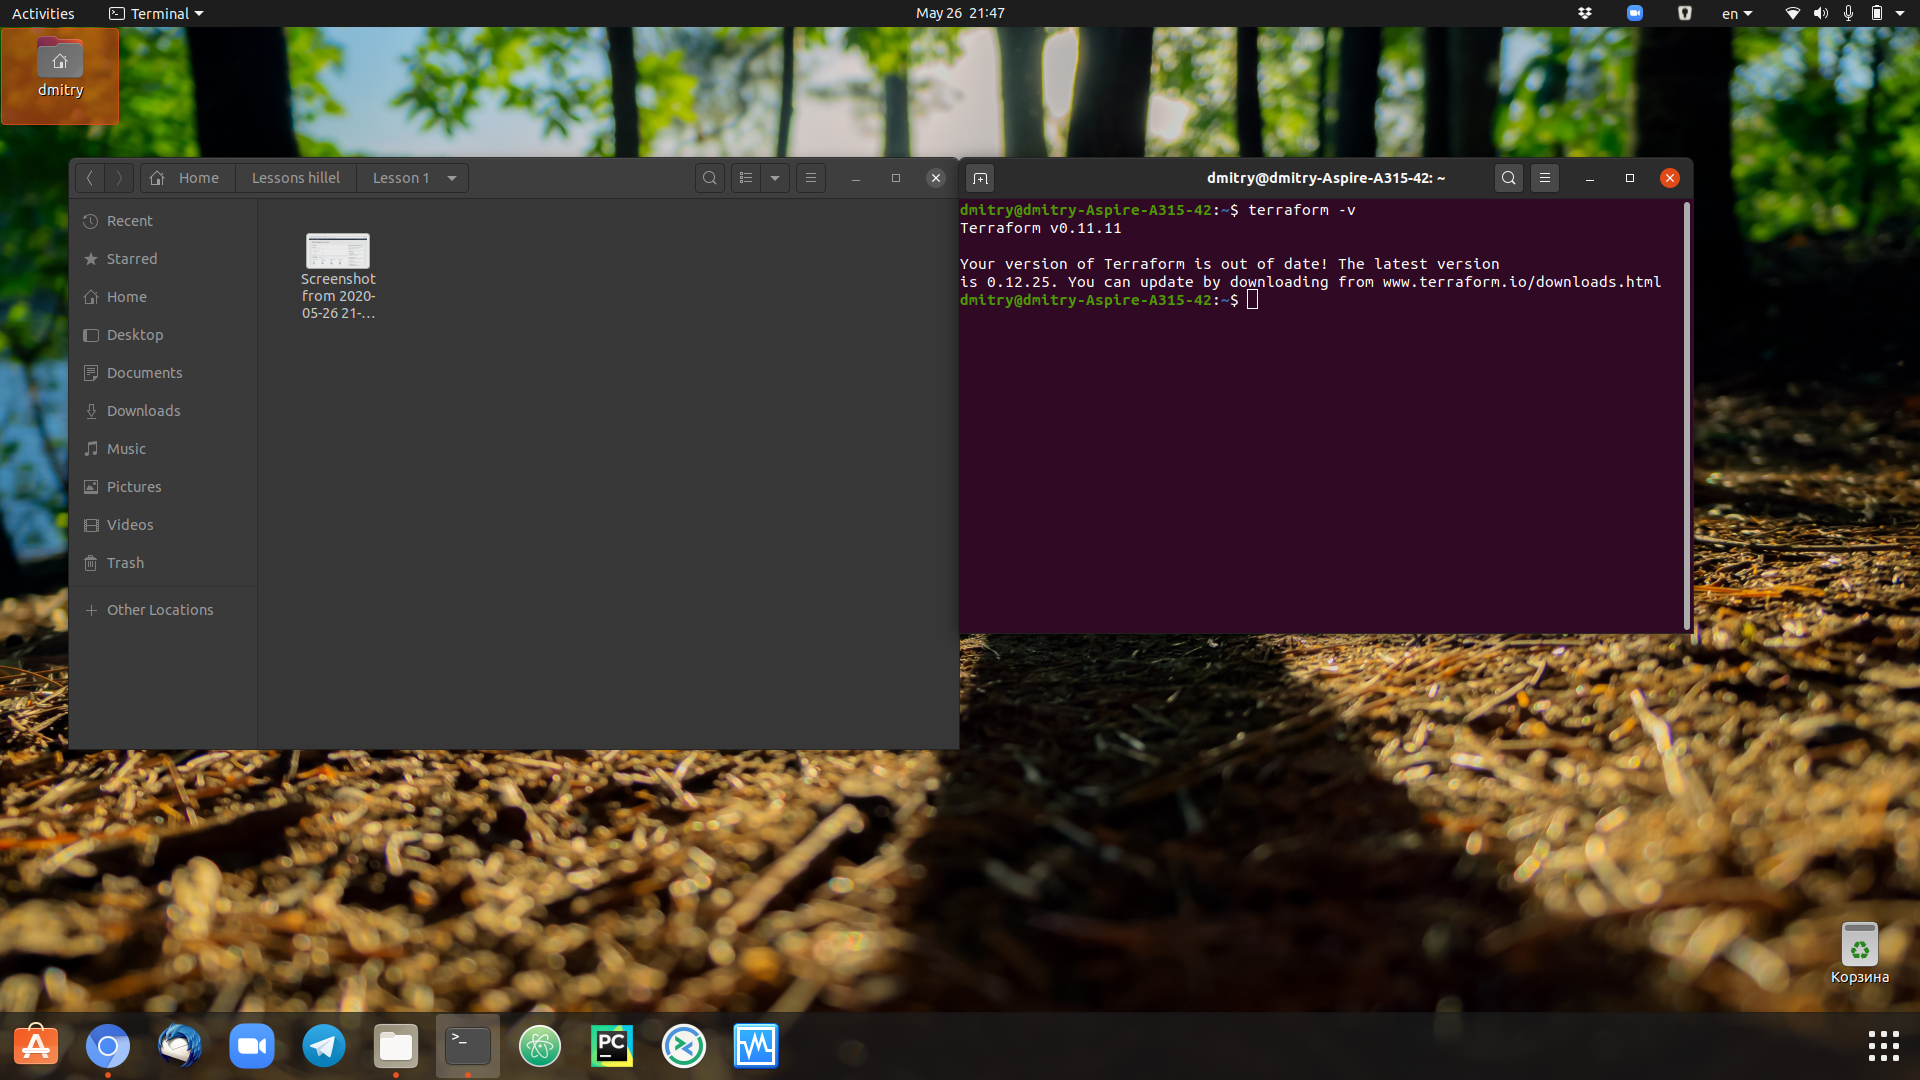 Activities
Terminal
May 26 21:47
en
dmitry
Home
Lessons hillel
Lesson 1
Recent
Starred
Home
Desktop
Documents
Downloads
Music
Pictures
Videos
Trash
Other Locations
Screenshot
from 2020-
05-26 21-…
dmitry@dmitry-Aspire-A315-42: ~
dmitry@dmitry-Aspire-A315-42:~$ terraform -v
Terraform v0.11.11
Your version of Terraform is out of date! The latest version
is 0.12.25. You can update by downloading from www.terraform.io/downloads.html
dmitry@dmitry-Aspire-A315-42:~$
Корзина
>_
PC